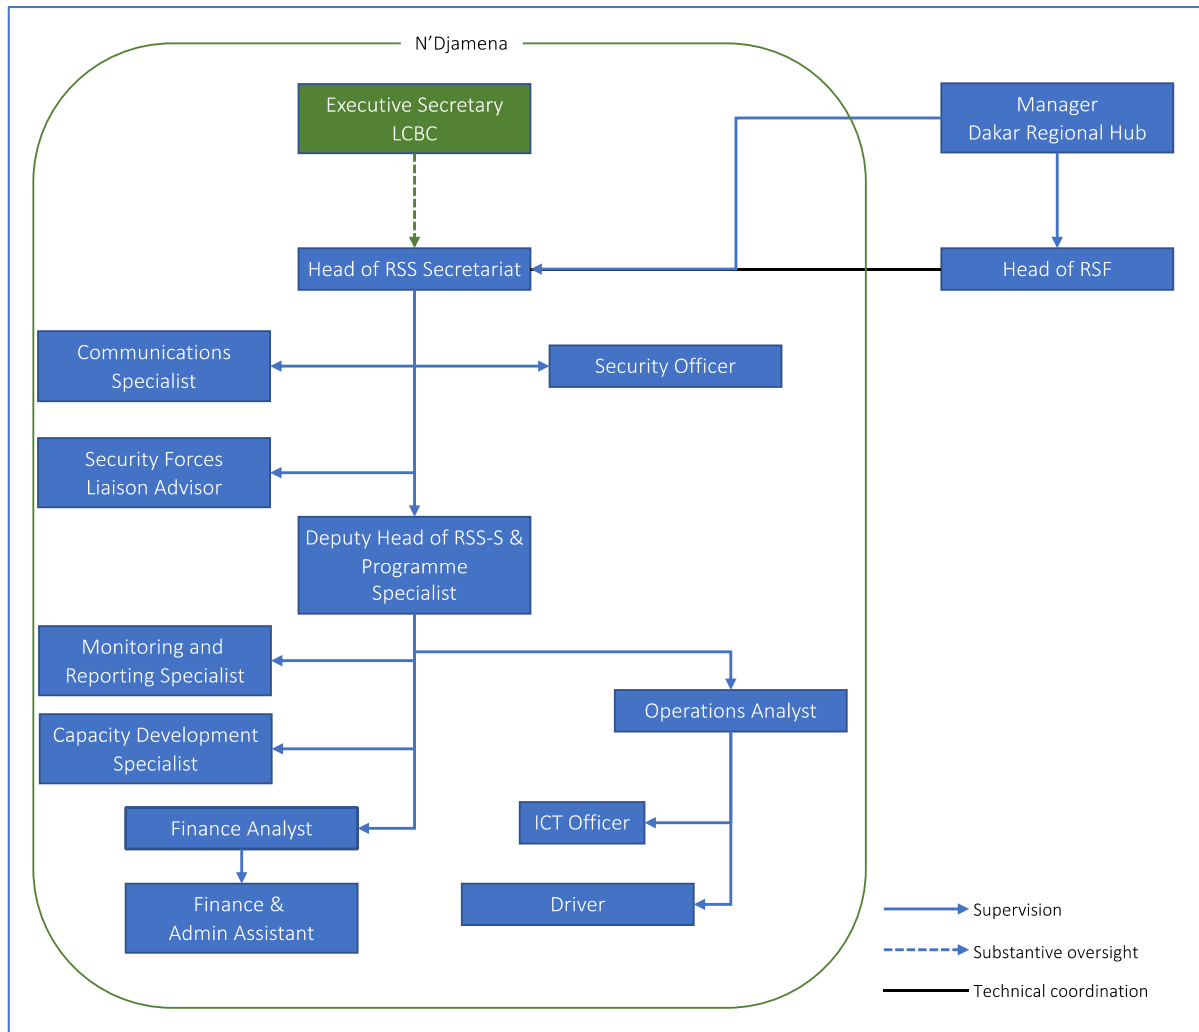 N'Djamena
Executive Secretary
LCBC
Manager
Dakar Regional Hub
Head of RSS Secretariat
Head of RSF
Communications
Specialist
Security Officer
Security Forces
Liaison Advisor
Deputy Head of RSS-S &
Programme
Specialist
Monitoring and
Reporting Specialist
Operations Analyst
Capacity Development
Specialist
Finance Analyst
ICT Officer
Finance &
Admin Assistant
Driver
Supervision
Substantive oversight
Technical coordination